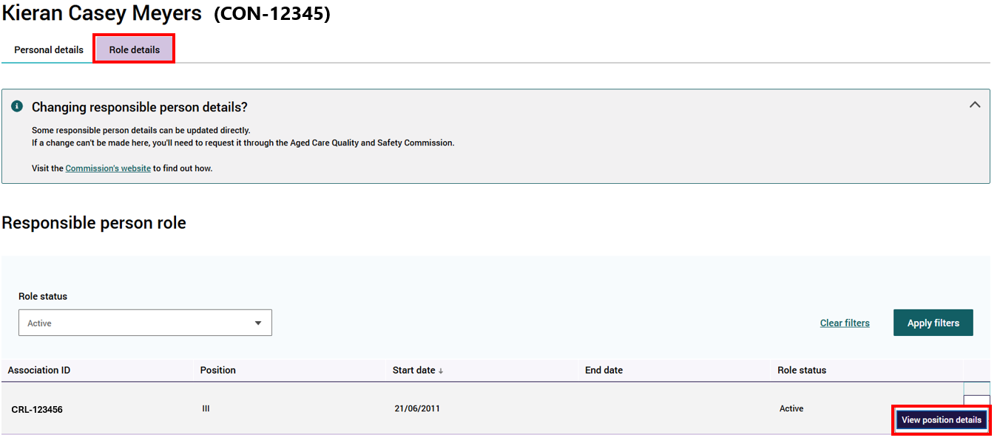 Kieran Casey Meyers (CON-12345)
Personal details Role details
Changing responsible person details?
Some responsible person details can be updated directly.
If a change can't be made here, you'll need to request it through the Aged Care Quality and Safety Commission.
Visit the Commission's website to find out how.
Responsible person role
Role status
Active Clear filters Apply filters
Association ID Position Start date ↓ End date Role status
CRL-123456 III 21/06/2011 Active
View position details